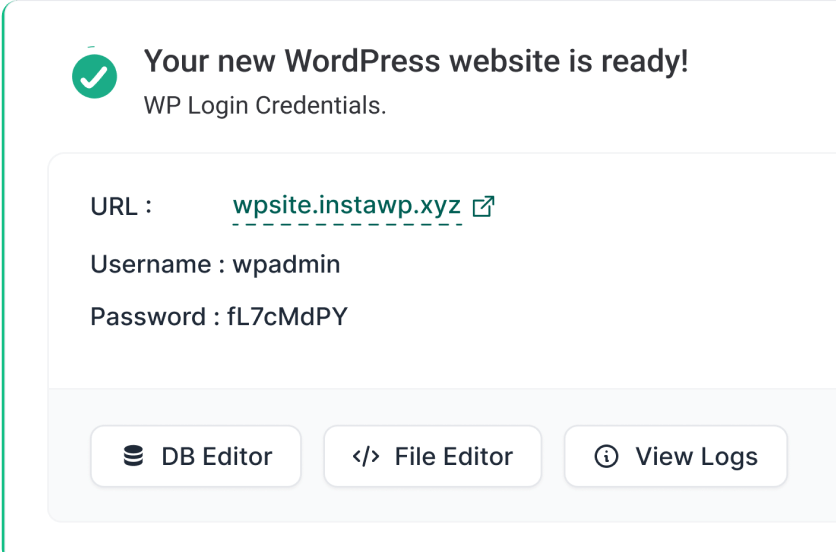 Your new WordPress website is ready!
WP Login Credentials.
URL : wpsite.instawp.xyz
Username : wpadmin
Password : fL7cMdPY
DB Editor </> File Editor View Logs